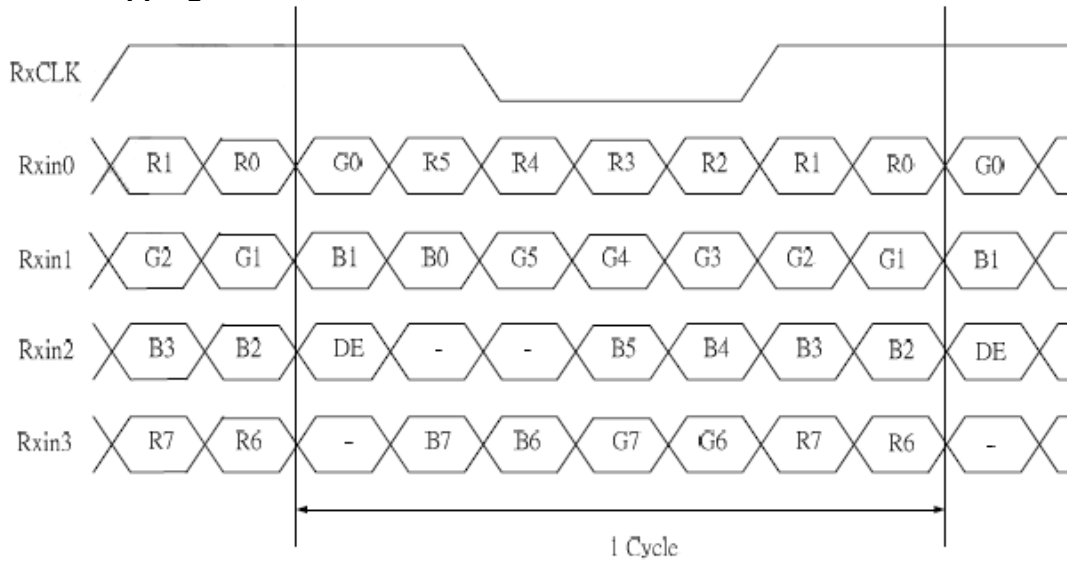 RxCLK
Rxin0 R1 R0 G0 R5 R4 R3 R2 R1 R0 G0
Rxin1 G2 G1 B1 B0 G5 G4 G3 G2 G1 B1
Rxin2 B3 B2 DE - - B5 B4 B3 B2 DE
Rxin3 R7 R6 - B7 B6 G7 G6 R7 R6 -
1 Cycle